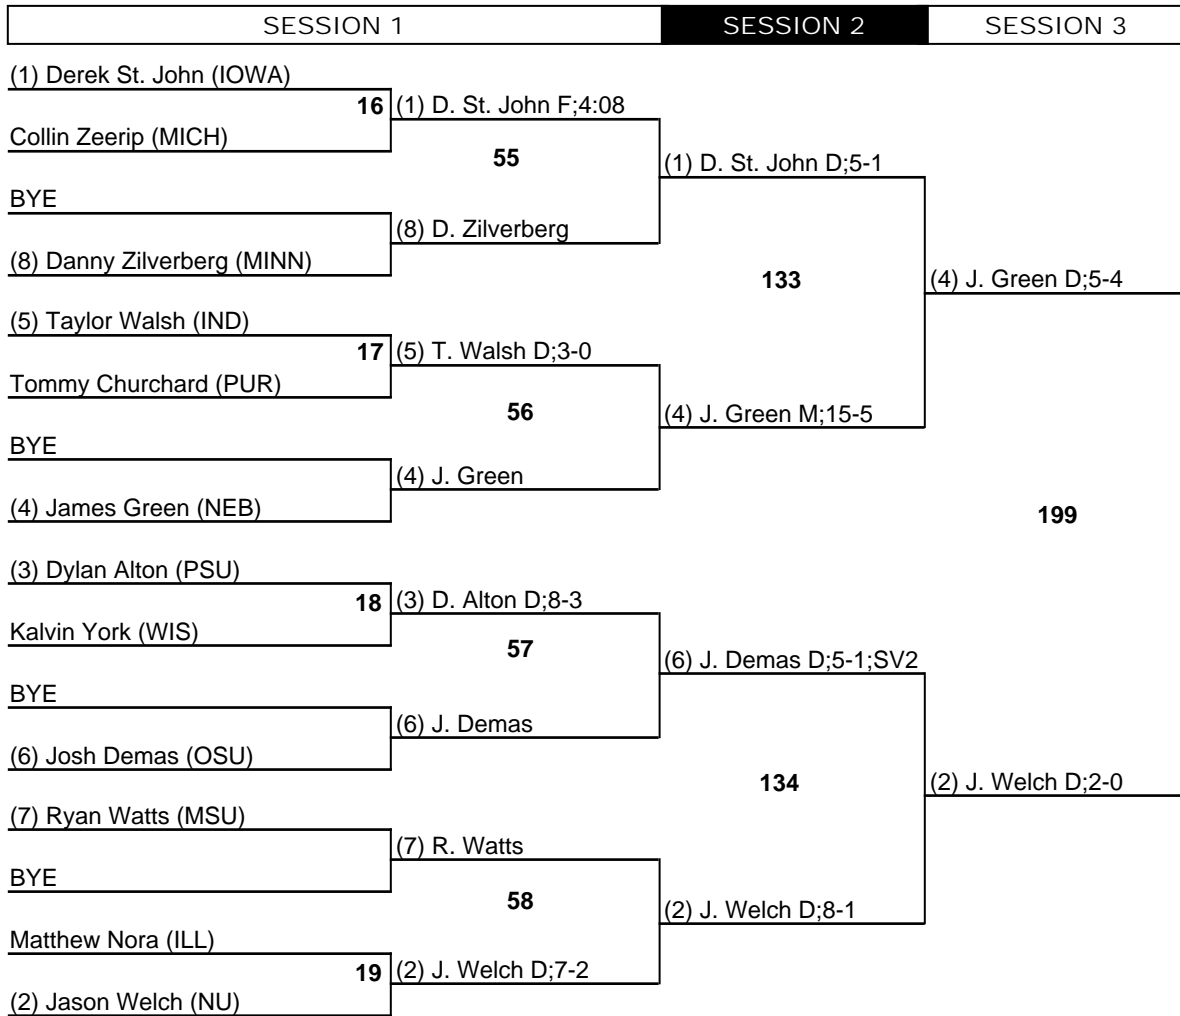 SESSION 1 SESSION 2 SESSION 3
(1) Derek St. John (IOWA)
16 (1) D. St. John F;4:08
Collin Zeerip (MICH)
55
(1) D. St. John D;5-1
BYE
(8) D. Zilverberg
(8) Danny Zilverberg (MINN)
133
(4) J. Green D;5-4
(5) Taylor Walsh (IND)
17 (5) T. Walsh D;3-0
Tommy Churchard (PUR)
56
(4) J. Green M;15-5
BYE
(4) J. Green
(4) James Green (NEB)
199
(3) Dylan Alton (PSU)
18 (3) D. Alton D;8-3
Kalvin York (WIS)
57
(6) J. Demas D;5-1;SV2
BYE
(6) J. Demas
(6) Josh Demas (OSU)
134
(2) J. Welch D;2-0
(7) Ryan Watts (MSU)
(7) R. Watts
BYE
58
(2) J. Welch D;8-1
Matthew Nora (ILL)
19 (2) J. Welch D;7-2
(2) Jason Welch (NU)